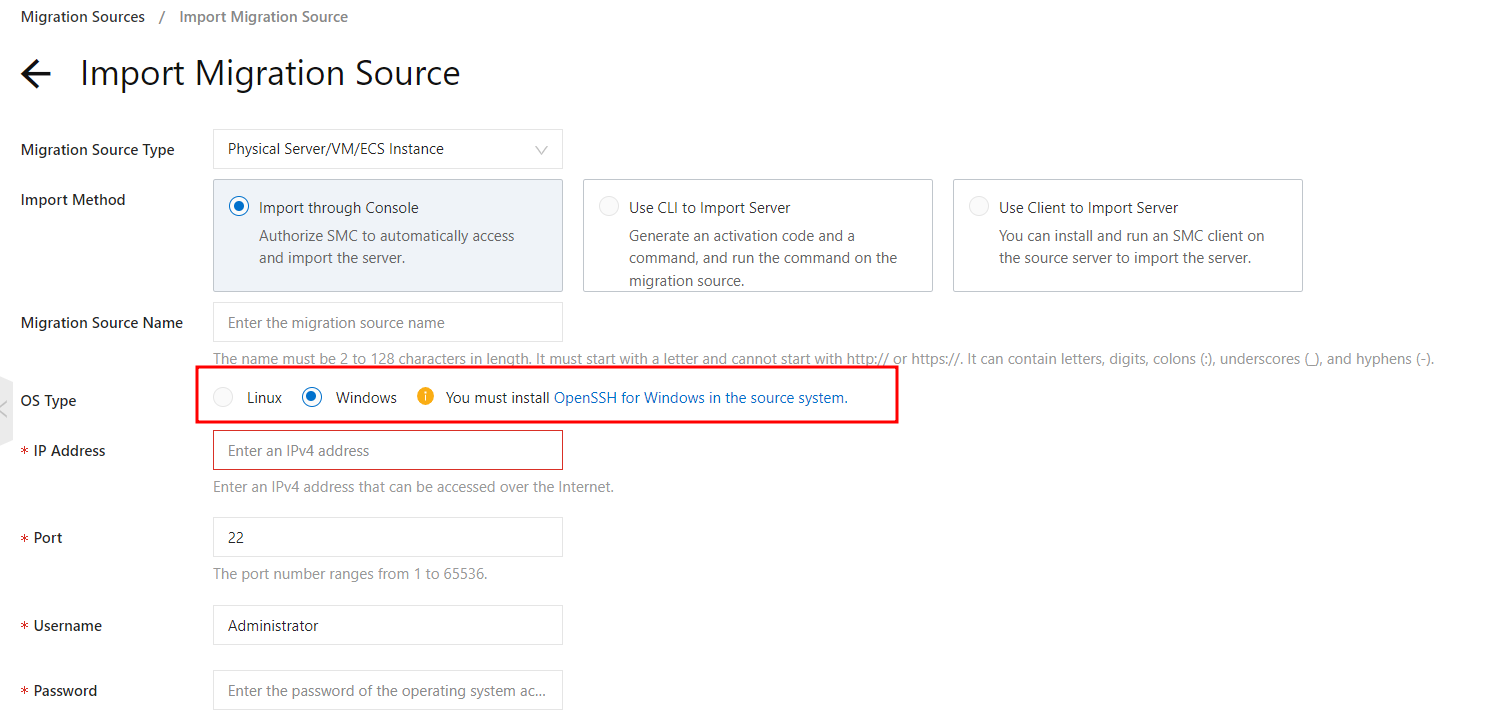 Migration Sources / Import Migration Source
Import Migration Source
Migration Source Type
Physical Server/VM/ECS Instance
Import Method
Import through Console
Authorize SMC to automatically access
and import the server.
Use CLI to Import Server
Generate an activation code and a
command, and run the command on the
migration source.
Use Client to Import Server
You can install and run an SMC client on
the source server to import the server.
Migration Source Name
Enter the migration source name
The name must be 2 to 128 characters in length. It must start with a letter and cannot start with http:// or https://. It can contain letters, digits, colons (:), underscores (_), and hyphens (-).
OS Type
Linux Windows You must install OpenSSH for Windows in the source system.
* IP Address
Enter an IPv4 address
Enter an IPv4 address that can be accessed over the Internet.
* Port
22
The port number ranges from 1 to 65536.
* Username
Administrator
* Password
Enter the password of the operating system ac...